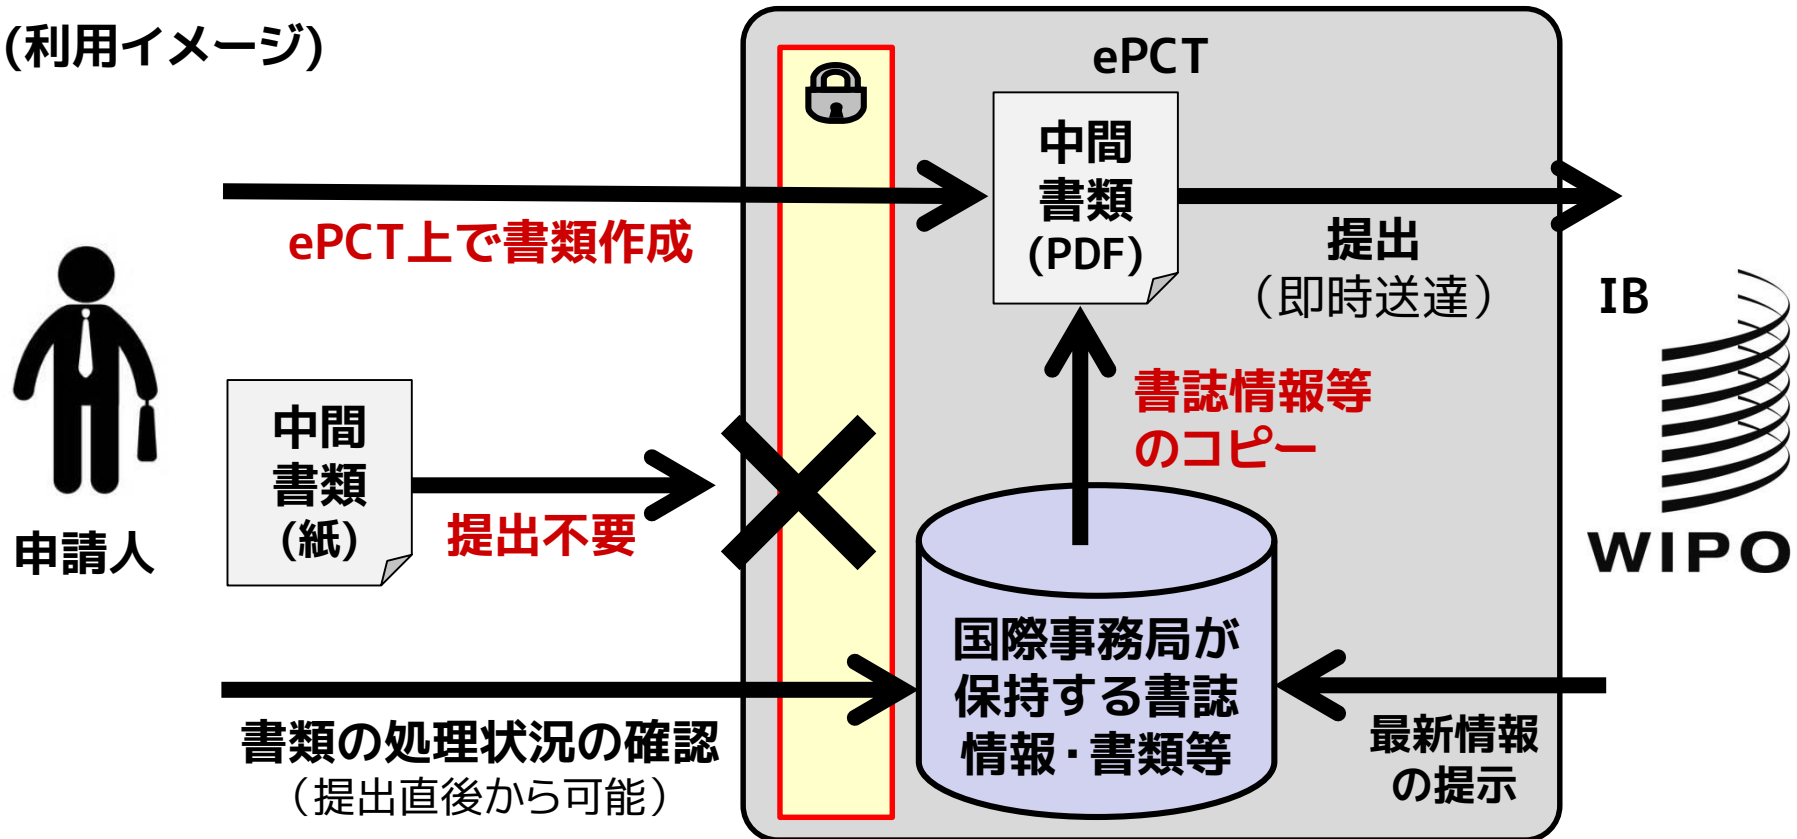 (利用イメージ)
ePCT
中間
書類
(PDF)
ePCT上で書類作成
提出
（即時送達）
IB
WIPO
申請人
中間
書類
(紙)
提出不要
書誌情報等
のコピー
国際事務局が
保持する書誌
情報・書類等
書類の処理状況の確認
（提出直後から可能）
最新情報
の提示